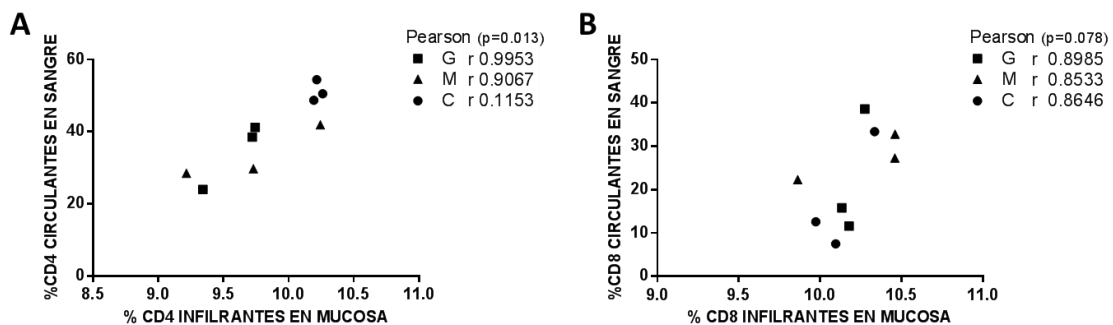 A
Pearson (p=0.013)
G r 0.9953
M r 0.9067
C r 0.1153
%CD4 CIRCULANTES EN SANGRE
60
40
20
0
8.5 9.0 9.5 10.0 10.5 11.0
% CD4 INFILRANTES EN MUCOSA
B
Pearson (p=0.078)
G r 0.8985
M r 0.8533
C r 0.8646
%CD8 CIRCULANTES EN SANGRE
50
40
30
20
10
0
9.0 9.5 10.0 10.5 11.0
% CD8 INFILRANTES EN MUCOSA